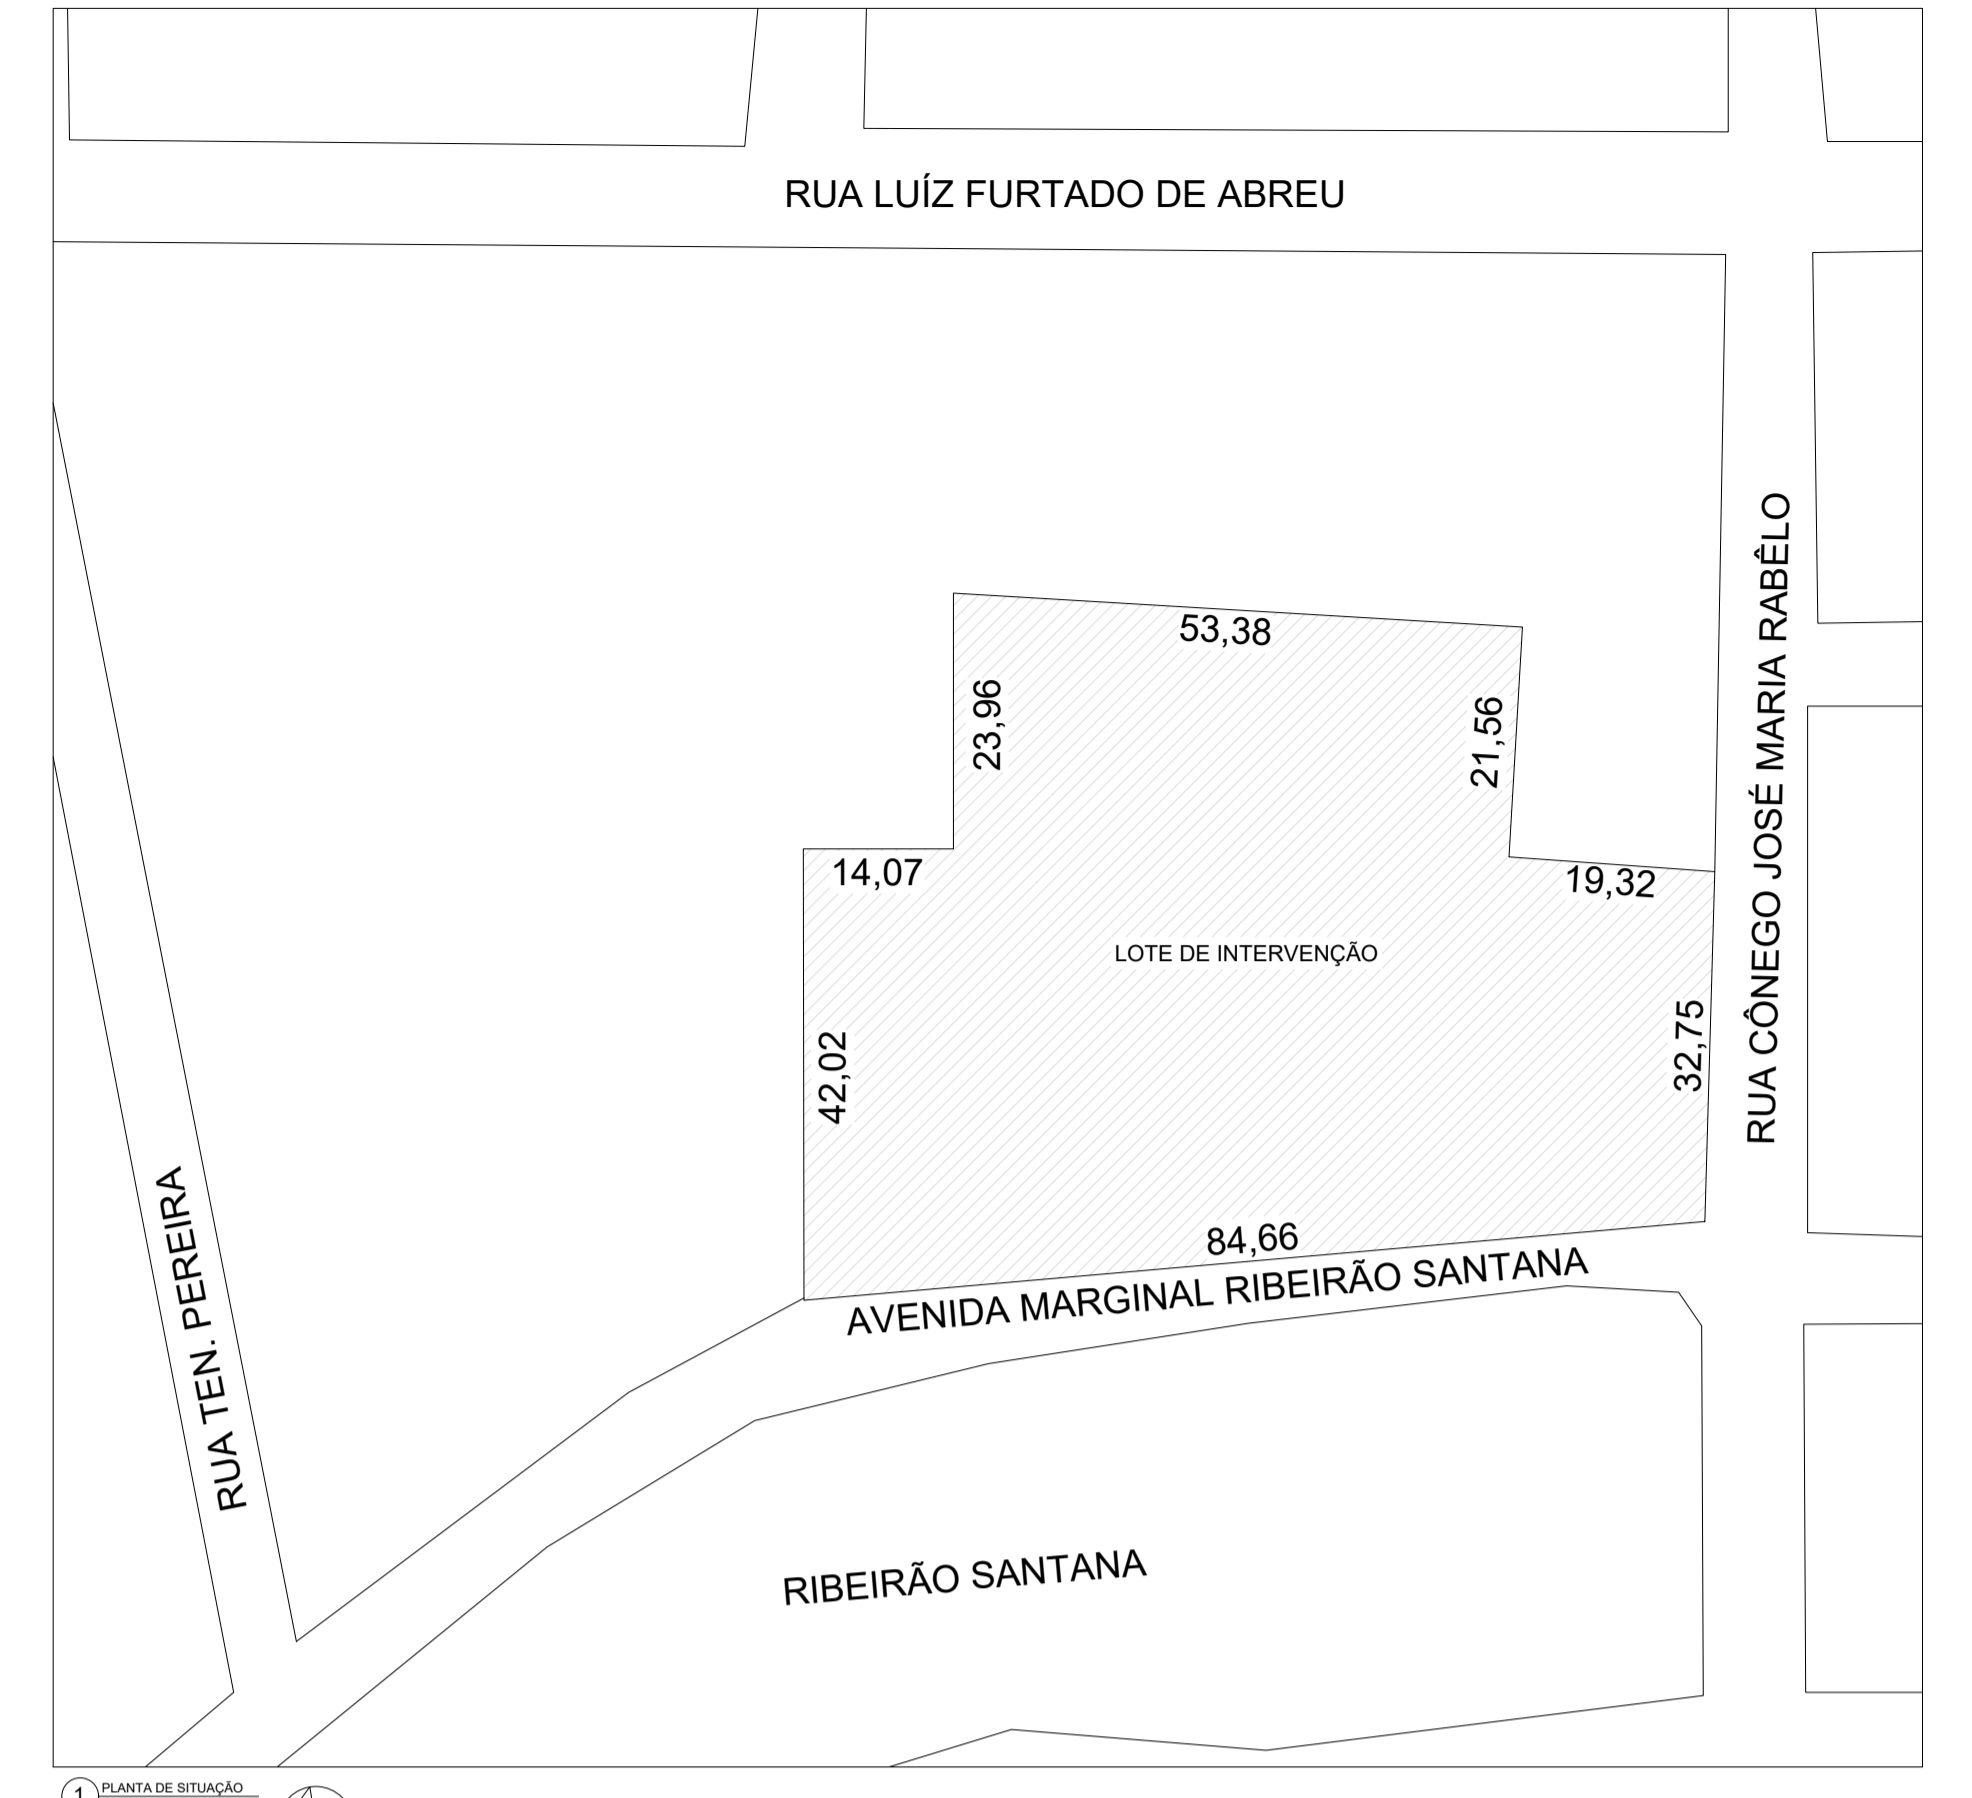 RUA LUÍZ FURTADO DE ABREU
RUA CÔNEGO JOSÉ MARIA RABÊLO
53,38
23,96
21,56
14,07
19,32
LOTE DE INTERVENÇÃO
42,02
32,75
84,66
AVENIDA MARGINAL RIBEIRÃO SANTANA
RUA TEN. PEREIRA
RIBEIRÃO SANTANA
1 PLANTA DE SITUAÇÃO